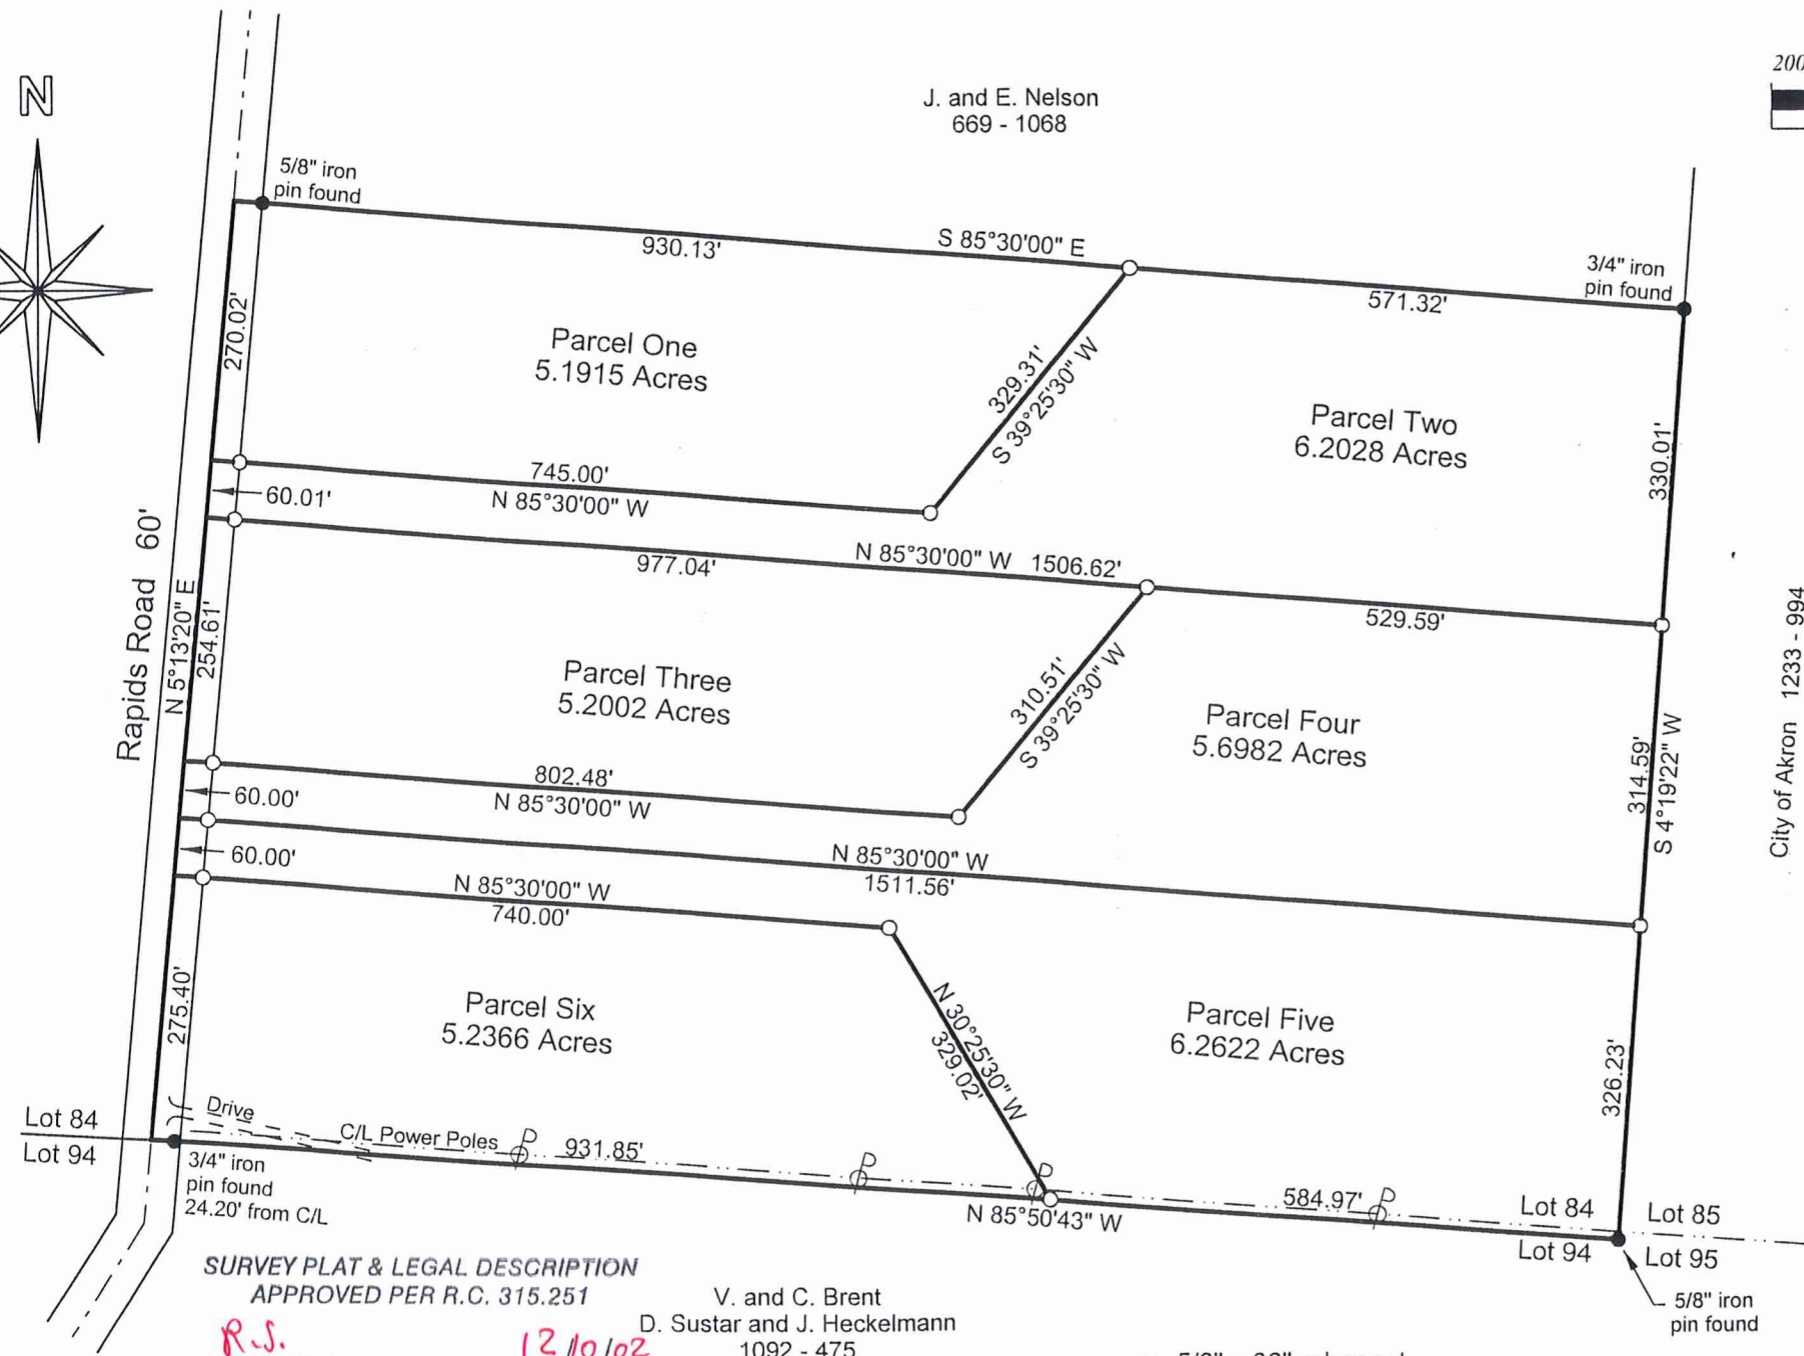 N
200
J. and E. Nelson
669 - 1068
5/8" iron
pin found
930.13'
S 85°30'00" E
571.32'
3/4" iron
pin found
270.02'
Parcel One
5.1915 Acres
329.31'
S 39°25'30" W
Parcel Two
6.2028 Acres
330.01'
745.00'
N 85°30'00" W
60.01'
977.04'
N 85°30'00" W 1506.62'
529.59'
Rapids Road 60'
N 5°13'20" E
254.61'
Parcel Three
5.2002 Acres
310.51'
S 39°25'30" W
Parcel Four
5.6982 Acres
314.59'
S 4°19'22" W
City of Akron 1233 - 994
802.48'
N 85°30'00" W
60.00'
N 85°30'00" W
1511.56'
60.00'
N 85°30'00" W
740.00'
275.40'
Parcel Six
5.2366 Acres
N 30°25'30" W
329.02'
Parcel Five
6.2622 Acres
326.23'
Lot 84
Lot 94
Drive
C/L Power Poles
931.85'
3/4" iron
pin found
24.20' from C/L
N 85°50'43" W
584.97'
Lot 84
Lot 85
Lot 94
Lot 95
5/8" iron
pin found
SURVEY PLAT & LEGAL DESCRIPTION
APPROVED PER R.C. 315.251
R.S.
12/10/02
V. and C. Brent
D. Sustar and J. Heckelmann
1092 - 475